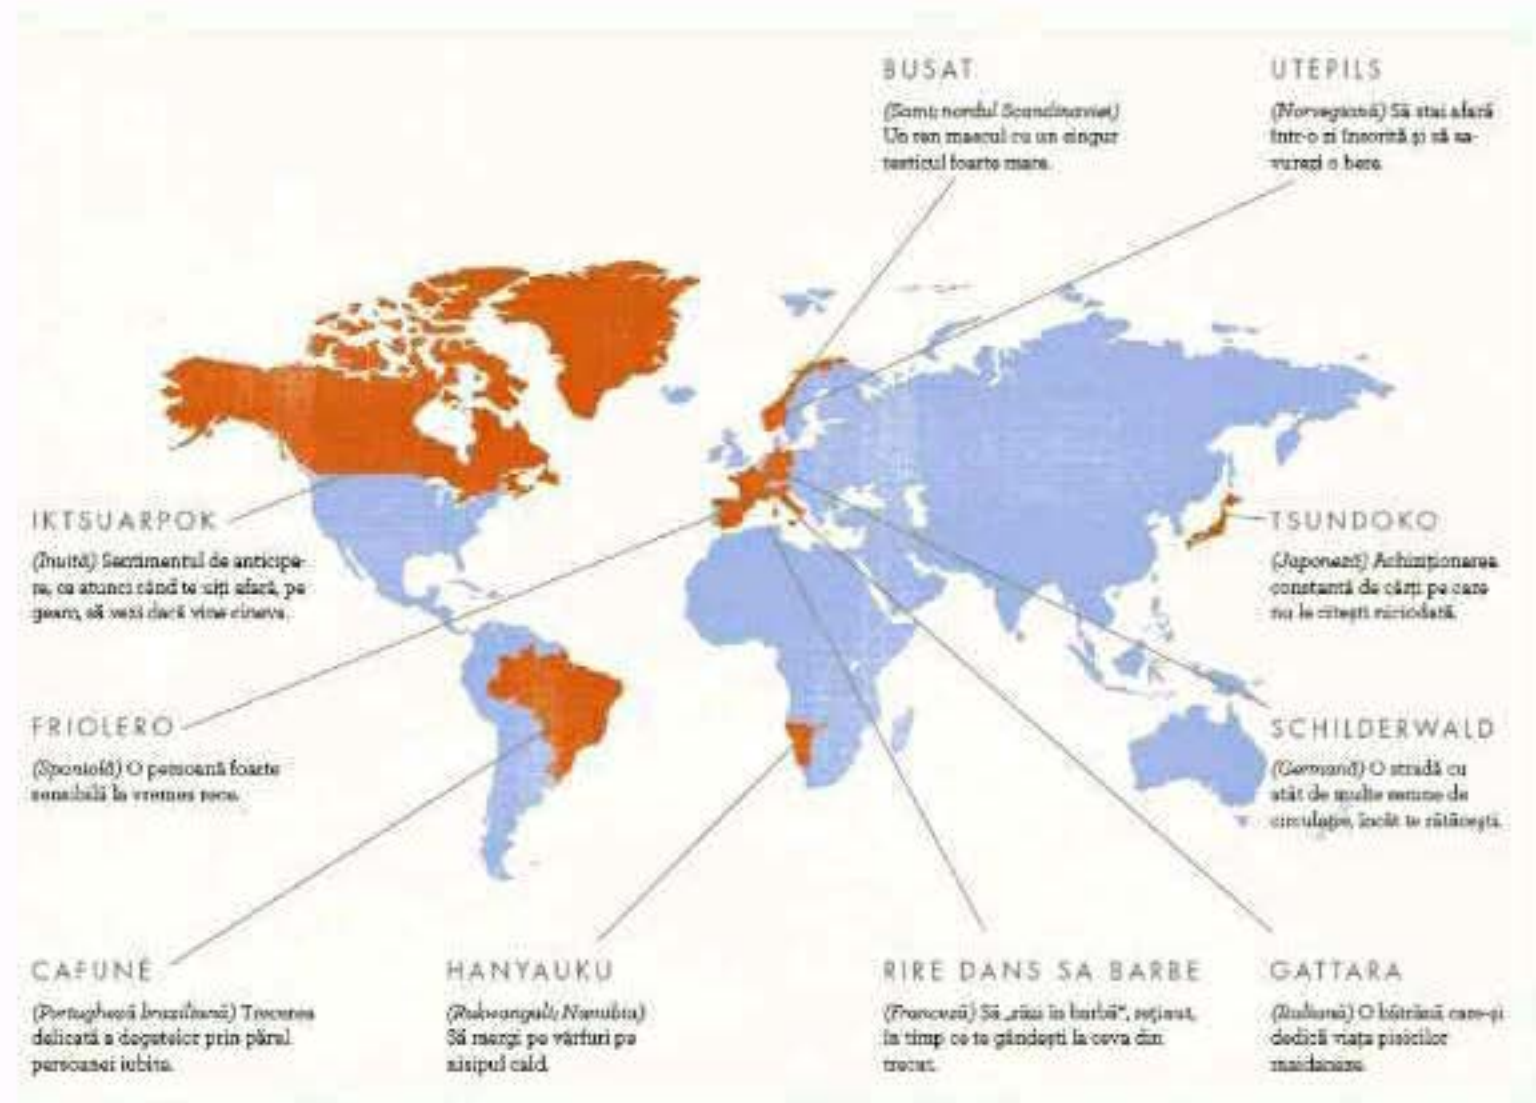 BUSAT
(Sami; nordul Scandinaviei)
Un ren mascul cu un singur
testicul foarte mare.
UTEPILS
(Norvegiană) Să stai afară
într-o zi însorită și să sa-
vurezi o bere.
IKTSUARPOK
(Inuită) Sentimentul de anticipa-
re, ca atunci când te uiți afară, pe
geam, să vezi dacă vine cineva.
TSUNDOKO
(Japoneză) Achiziționarea
constantă de cărți pe care
nu le citești niciodată.
FRIOLERO
(Spaniolă) O persoană foarte
sensibilă la vremea rece.
SCHILDERWALD
(Germană) O stradă cu
atât de multe semne de
circulație, încât te rătăcești.
CAFUNÉ
(Portugheză braziliană) Trecerea
delicată a degetelor prin părul
persoanei iubite.
HANYAUKU
(Rukwangali; Namibia)
Să mergi pe vârfuri pe
nisipul cald.
RIRE DANS SA BARBE
(Franceză) Să „râzi în barbă”, reținut,
în timp ce te gândești la ceva din
trecut.
GATTARA
(Italiană) O bătrână care-și
dedică viața pisicilor
maidaneze.